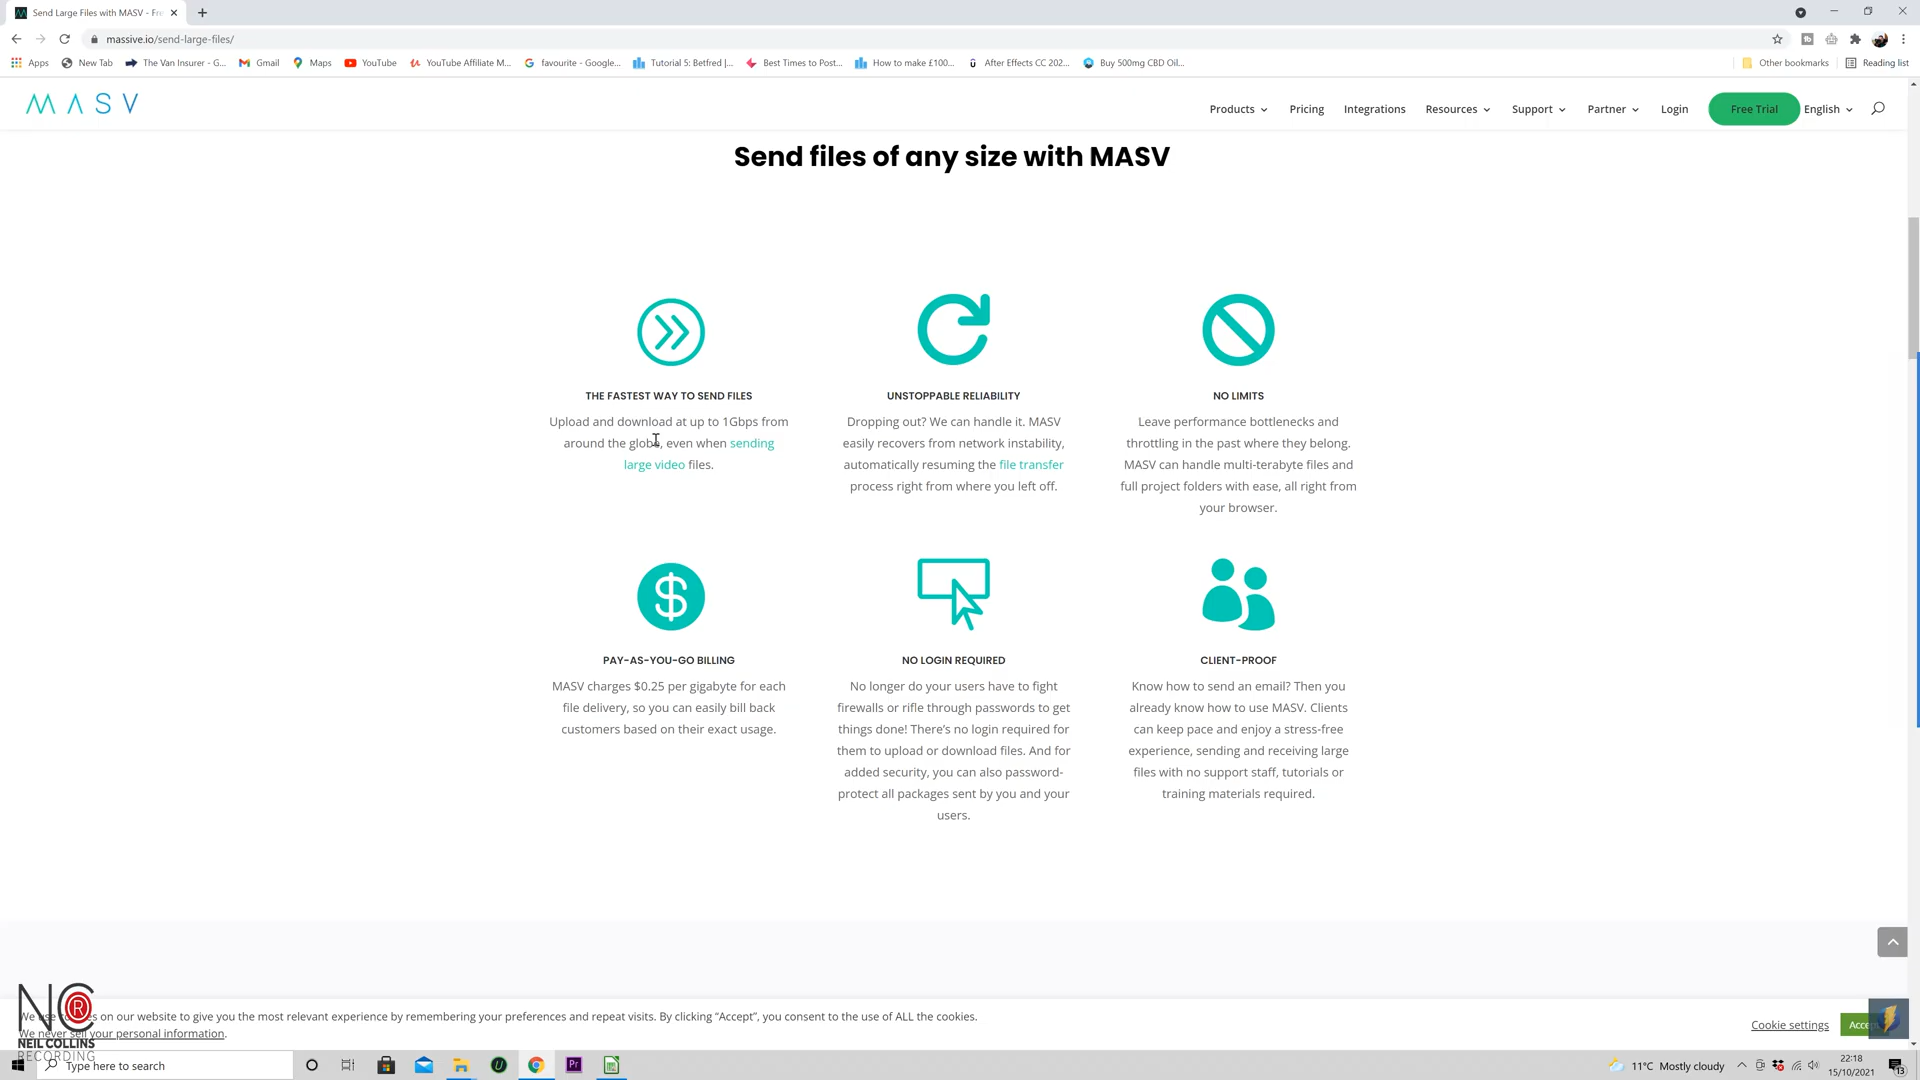 Send Large Files with MASV - Fre
massive.io/send-large-files/
Apps New Tab The Van Insurer - G... Gmail Maps YouTube YouTube Affiliate M... favourite - Google... Tutorial 5: Betfred |... Best Times to Post... How to make £100... After Effects CC 202... Buy 500mg CBD Oil... Other bookmarks Reading list
MASV Products Pricing Integrations Resources Support Partner Login Free Trial English
Send files of any size with MASV
THE FASTEST WAY TO SEND FILES
Upload and download at up to 1Gbps from
around the globe, even when sending
large video files.
UNSTOPPABLE RELIABILITY
Dropping out? We can handle it. MASV
easily recovers from network instability,
automatically resuming the file transfer
process right from where you left off.
NO LIMITS
Leave performance bottlenecks and
throttling in the past where they belong.
MASV can handle multi-terabyte files and
full project folders with ease, all right from
your browser.
PAY-AS-YOU-GO BILLING
MASV charges $0.25 per gigabyte for each
file delivery, so you can easily bill back
customers based on their exact usage.
NO LOGIN REQUIRED
No longer do your users have to fight
firewalls or rifle through passwords to get
things done! There's no login required for
them to upload or download files. And for
added security, you can also password-
protect all packages sent by you and your
users.
CLIENT-PROOF
Know how to send an email? Then you
already know how to use MASV. Clients
can keep pace and enjoy a stress-free
experience, sending and receiving large
files with no support staff, tutorials or
training materials required.
We use on our website to give you the most relevant experience by remembering your preferences and repeat visits. By clicking "Accept", you consent to the use of ALL the cookies.
We never sell your personal information.
Cookie settings Acce
NC R
NEIL COLLINS
RECORDING
Type here to search
11°C Mostly cloudy
22:18
15/10/2021
13